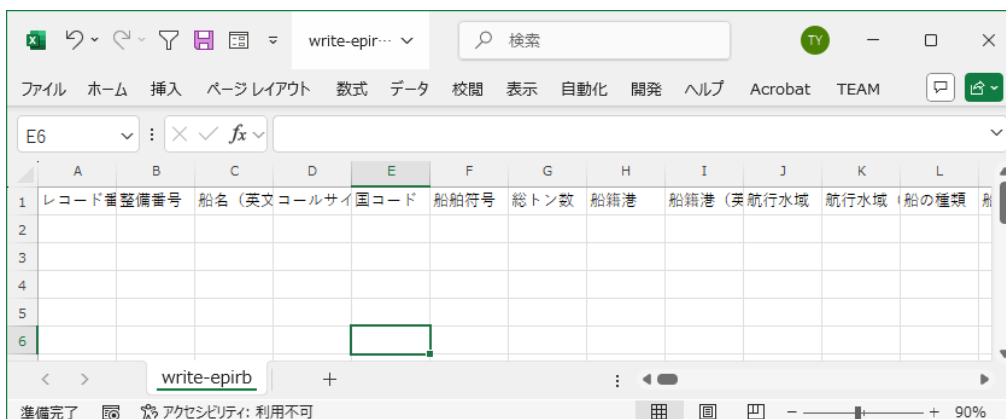 write-epir… 検索 TY
ファイル ホーム 挿入 ページ レイアウト 数式 データ 校閲 表示 自動化 開発 ヘルプ Acrobat TEAM
E6 fx
A B C D E F G H I J K L
1 レコード番 整備番号 船名（英文 コールサイ 国コード 船舶符号 総トン数 船籍港 船籍港（英 航行水域 航行水域（ 船の種類 船
2
3
4
5
6
write-epirb
準備完了 アクセシビリティ: 利用不可 90%